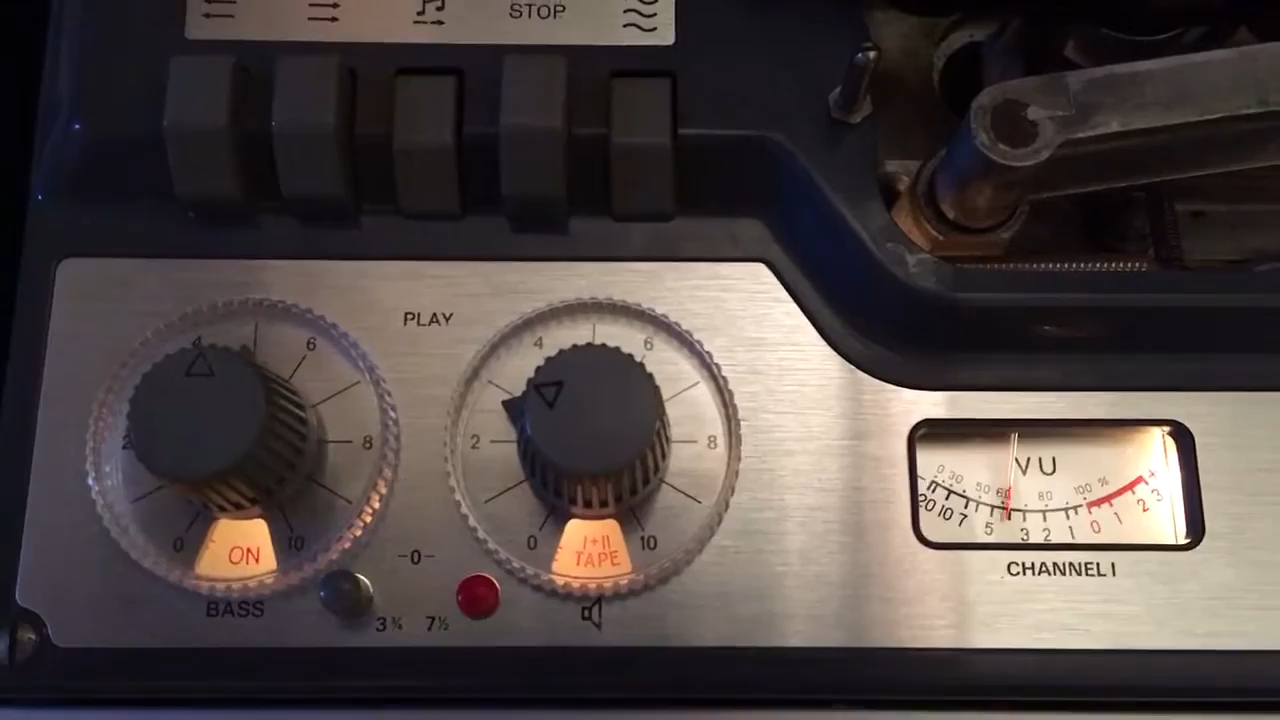 STOP
PLAY
4 6
2 8
0 10
ON
BASS
4 6
2 8
0 10
I+II
TAPE
-0-
3¾ 7½
VU
0 30 50 60 80 100 %
20 10 7 5 3 2 1 0 1 2 3
+
CHANNEL I